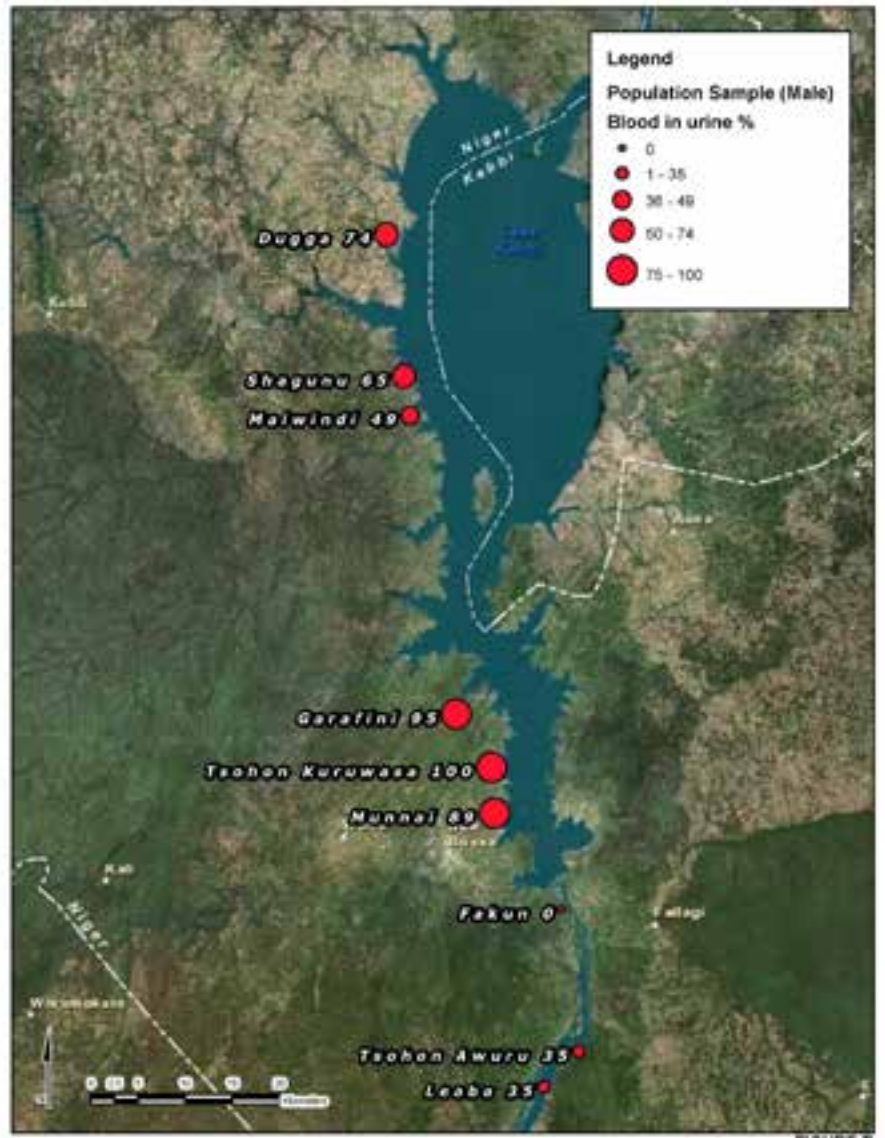 Legend
Population Sample (Male)
Blood in urine %
0
1 - 35
36 - 49
50 - 74
75 - 100
Niger
Kebbi
Dugga 74
Shagunu 65
Malwindi 49
Garafini 95
Tsohon Kuruwasa 100
Munnai 89
Fakun 0
Kali
Niger
Tsohon Awuru 35
Leaba 35